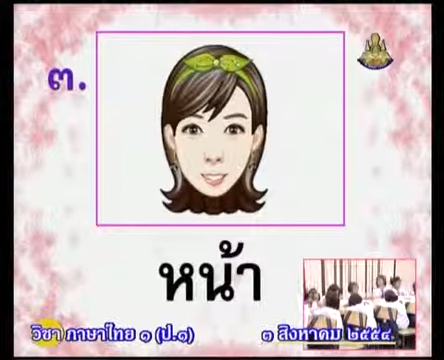 ๓.
หน้า
วิชา ภาษาไทย ๑ (ป.๑)
๓ สิงหาคม ๒๕๕๔